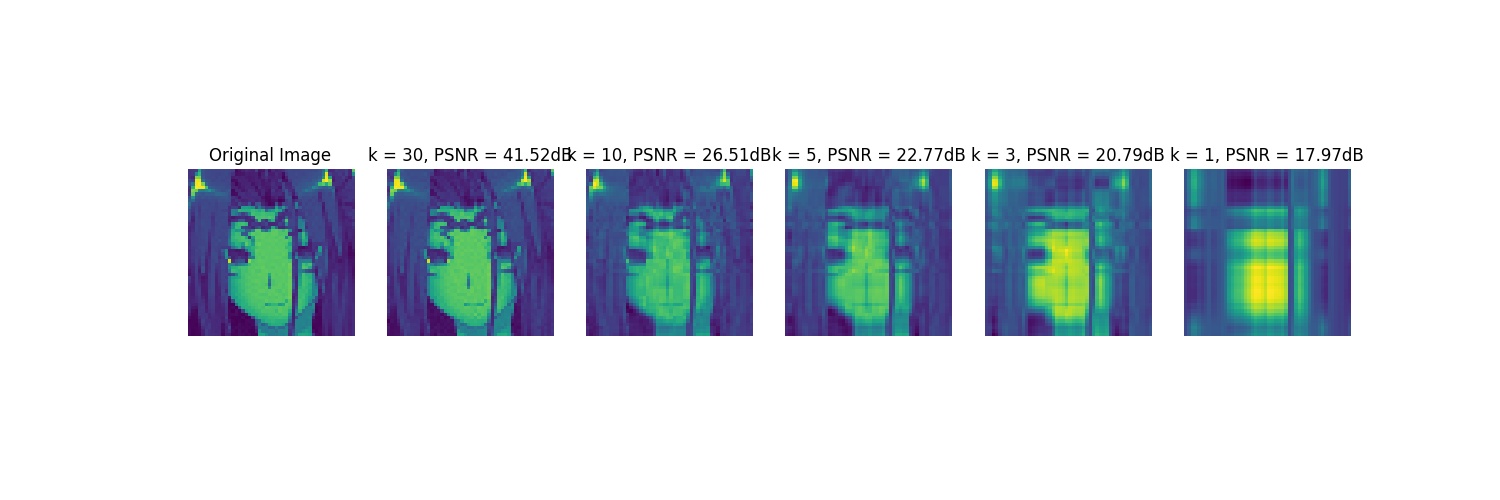 Original Image
k = 30, PSNR = 41.52dB
k = 10, PSNR = 26.51dB
k = 5, PSNR = 22.77dB
k = 3, PSNR = 20.79dB
k = 1, PSNR = 17.97dB